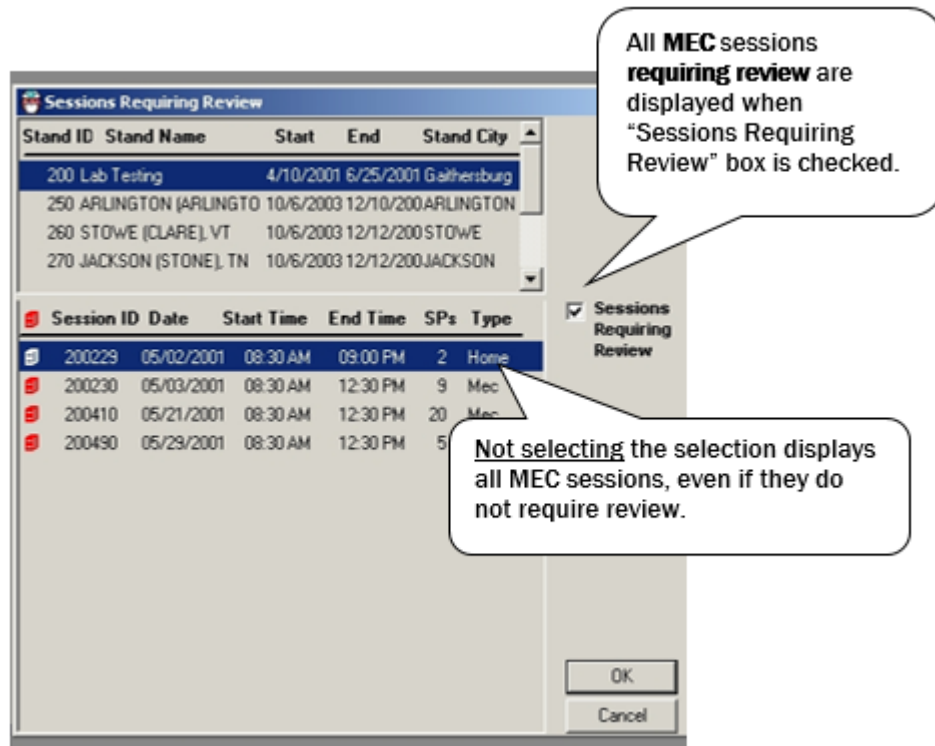 All MEC sessions
requiring review are
displayed when
“Sessions Requiring
Review” box is checked.
Sessions Requiring Review
Stand ID Stand Name Start End Stand City
200 Lab Testing 4/10/2001 6/25/2001 Gaithersburg
250 ARLINGTON (ARLINGTO 10/6/2003 12/10/200 ARLINGTON
260 STOWE (CLARE), VT 10/6/2003 12/12/200 STOWE
270 JACKSON (STONE), TN 10/6/2003 12/12/200 JACKSON
Session ID Date Start Time End Time SPs Type
200229 05/02/2001 08:30 AM 09:00 PM 2 Home
200230 05/03/2001 08:30 AM 12:30 PM 9 Mec
200410 05/21/2001 08:30 AM 12:30 PM 20 Mec
200490 05/29/2001 08:30 AM 12:30 PM 5
Sessions
Requiring
Review
Not selecting the selection displays
all MEC sessions, even if they do
not require review.
OK
Cancel